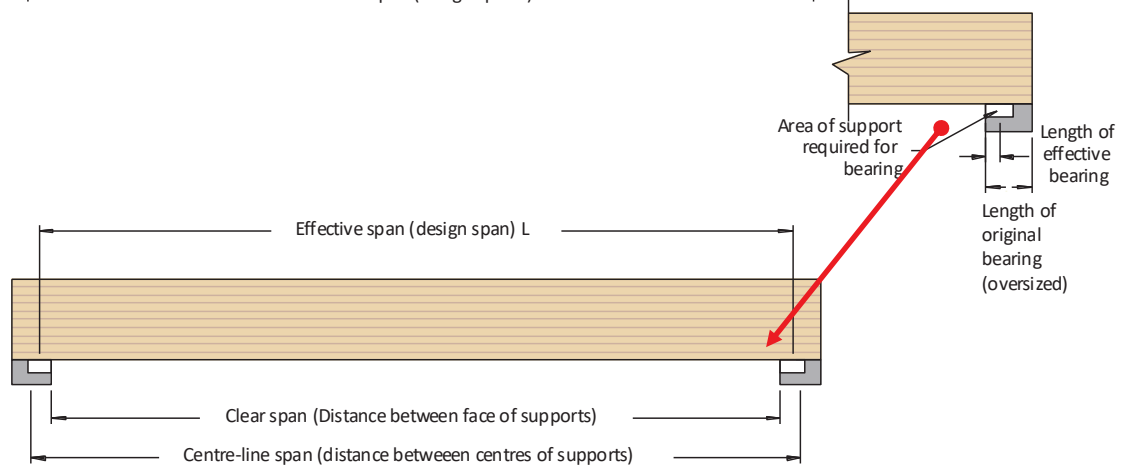 Area of support
required for
bearing
Length of
effective
bearing
Length of
original
bearing
(oversized)
Effective span (design span) L
Clear span (Distance between face of supports)
Centre-line span (distance betweeen centres of supports)